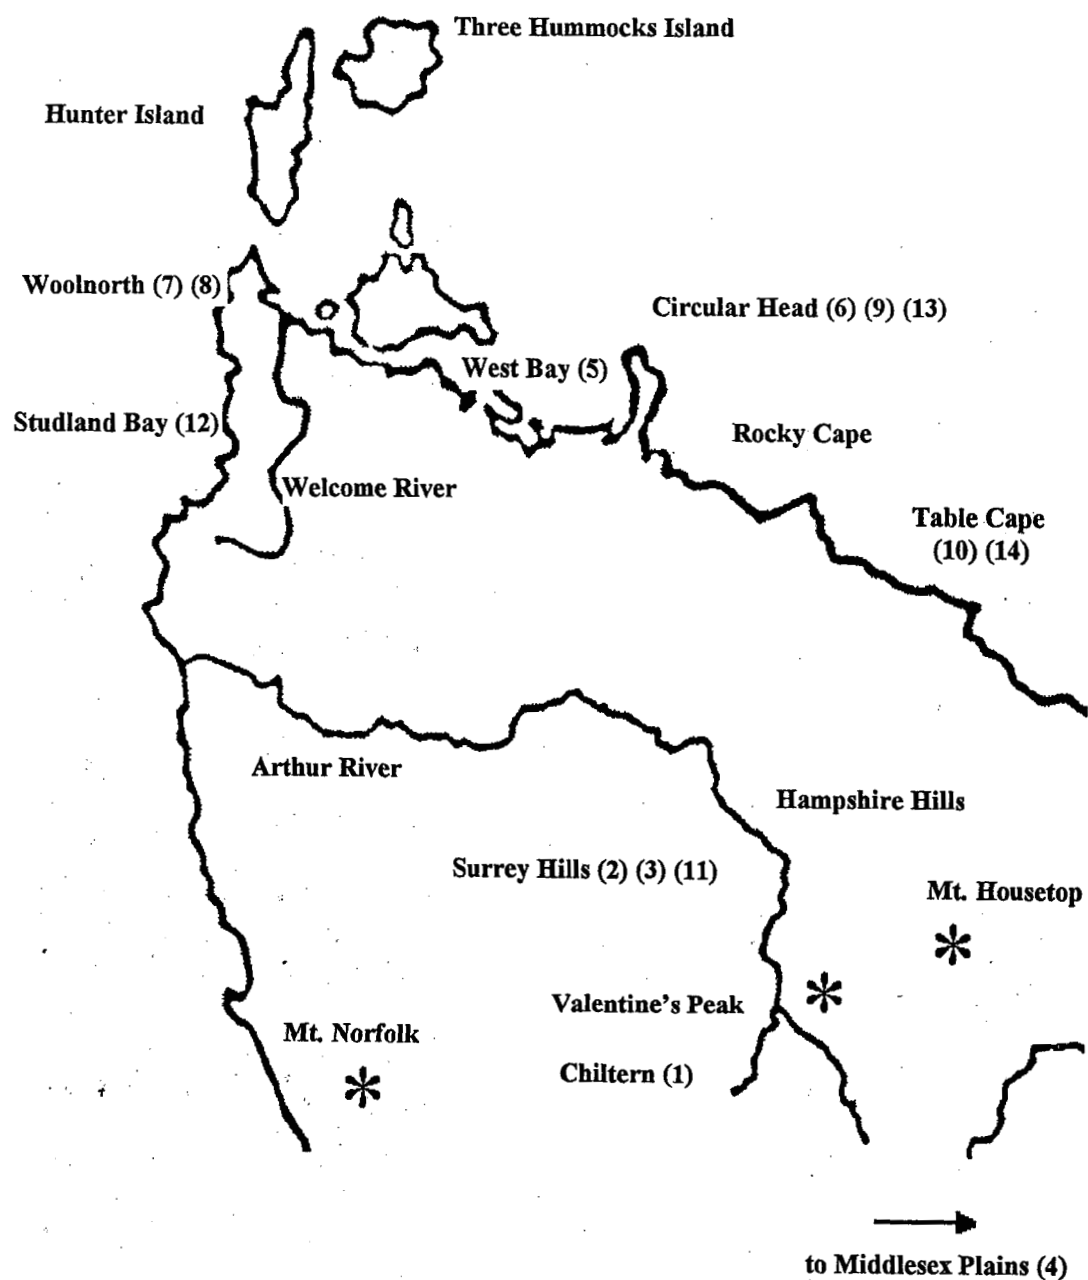 Three Hummocks Island
Hunter Island
Woolnorth (7) (8)
Circular Head (6) (9) (13)
West Bay (5)
Studland Bay (12)
Rocky Cape
Welcome River
Table Cape
(10) (14)
Arthur River
Hampshire Hills
Surrey Hills (2) (3) (11)
Mt. Housetop
Valentine's Peak
Mt. Norfolk
Chiltern (1)
to Middlesex Plains (4)